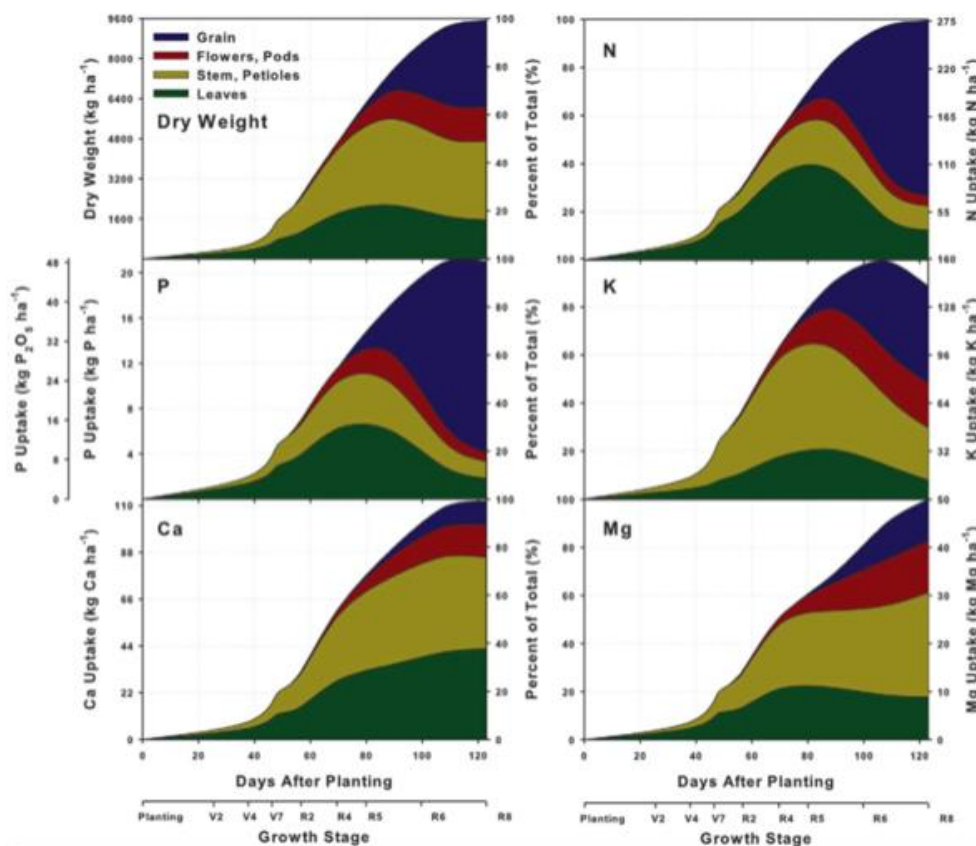 Grain
Flowers, Pods
Stem, Petioles
Leaves
Dry Weight
Dry Weight (kg ha⁻¹)
9600
8000
6400
4800
3200
1600
100
80
60
40
20
Percent of Total (%)
N
100
80
60
40
20
N Uptake (kg N ha⁻¹)
275
220
165
110
55
P
P Uptake (kg P₂O₅ ha⁻¹)
48
40
32
24
16
8
0
P Uptake (kg P ha⁻¹)
20
16
12
8
4
100
80
60
40
20
Percent of Total (%)
K
100
80
60
40
20
K Uptake (kg K ha⁻¹)
160
128
96
64
32
Ca
Ca Uptake (kg Ca ha⁻¹)
110
88
66
44
22
0
100
80
60
40
20
0
Percent of Total (%)
Mg
100
80
60
40
20
0
Mg Uptake (kg Mg ha⁻¹)
50
40
30
20
10
0
0 20 40 60 80 100 120
Days After Planting
Planting V2 V4 V7 R2 R4 R5 R6 R8
Growth Stage
0 20 40 60 80 100 120
Days After Planting
Planting V2 V4 V7 R2 R4 R5 R6 R8
Growth Stage